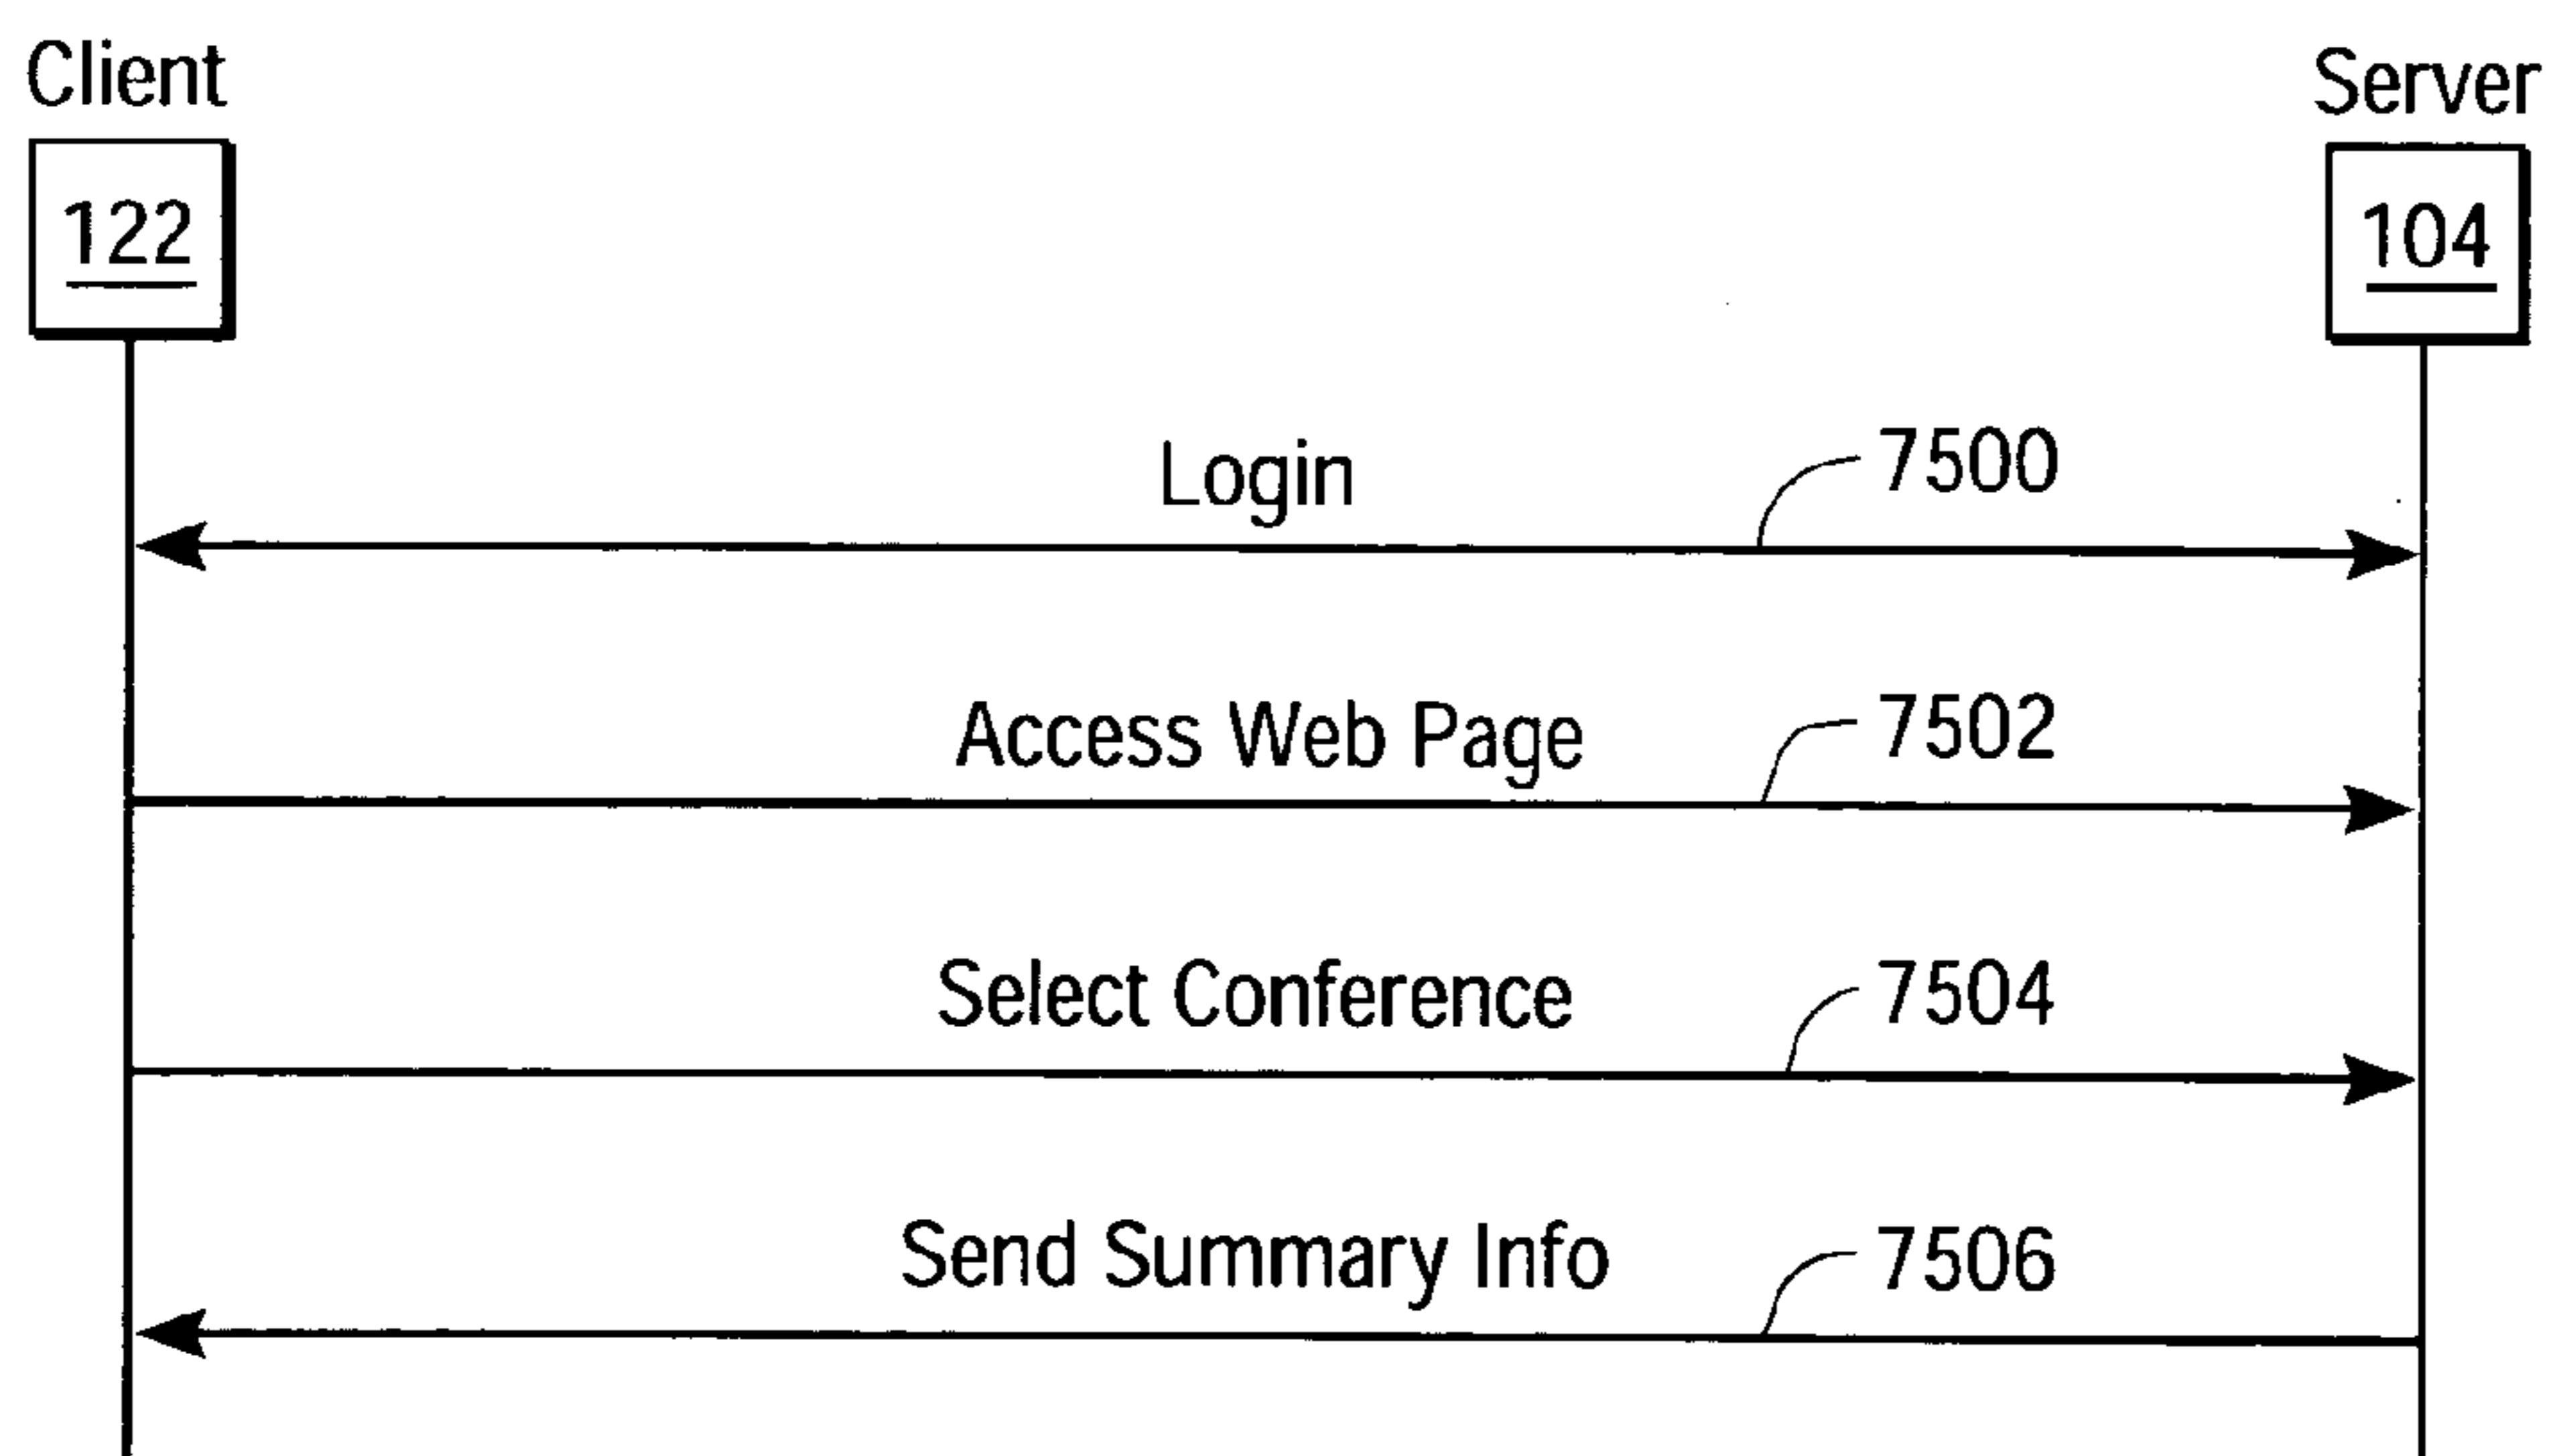 Client
Server
122
104
Login
7500
Access Web Page
7502
Select Conference
7504
Send Summary Info
7506